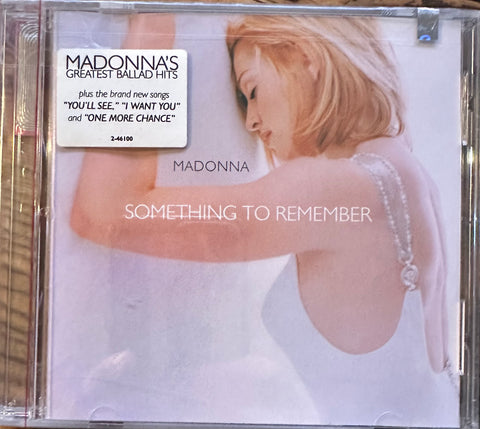 MADONNA'S
GREATEST BALLAD HITS
plus the brand new songs
"YOU'LL SEE," "I WANT YOU"
and "ONE MORE CHANCE"
2-46100
MADONNA
SOMETHING TO REMEMBER